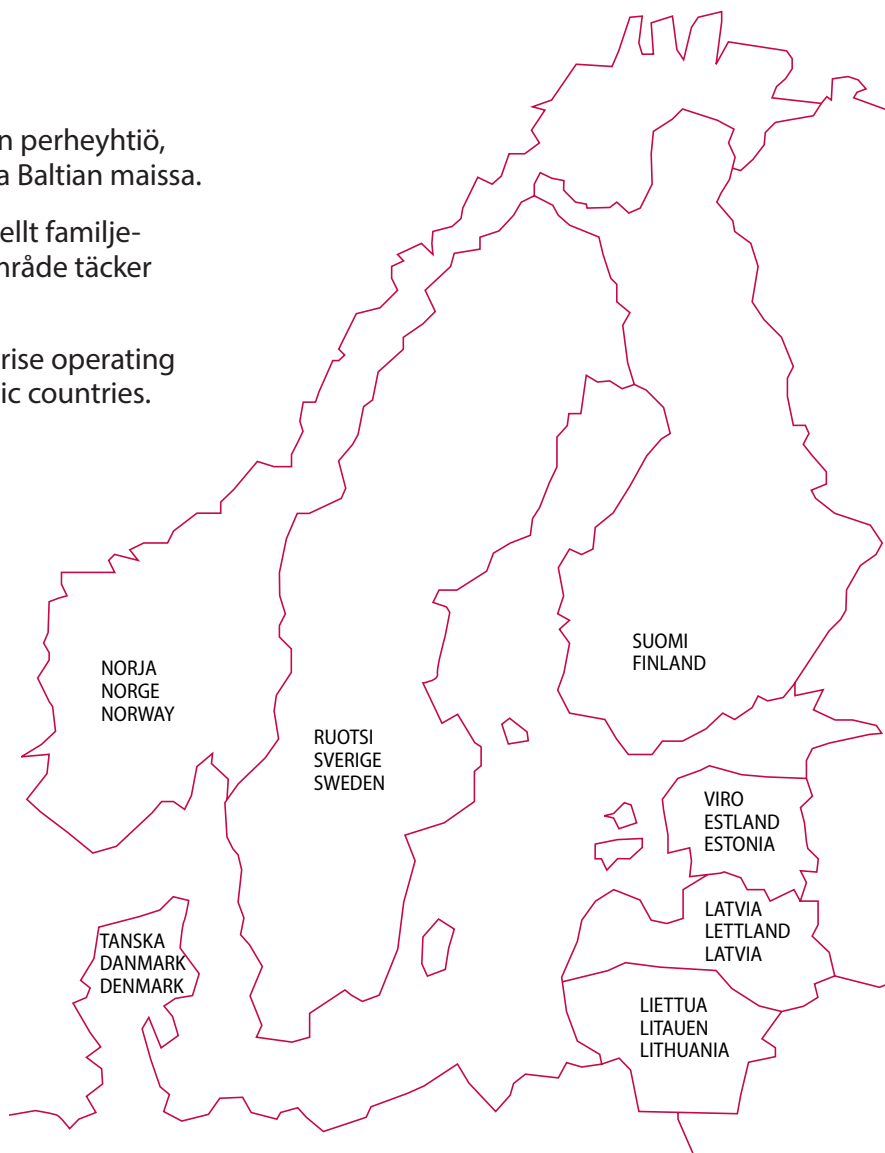 n perheyhtiö,
a Baltian maissa.
ellt familje-
nråde täcker
rise operating
ic countries.
NORJA
NORGE
NORWAY
RUOTSI
SVERIGE
SWEDEN
SUOMI
FINLAND
VIRO
ESTLAND
ESTONIA
LATVIA
LETTLAND
LATVIA
TANSKA
DANMARK
DENMARK
LIETTUA
LITAUEN
LITHUANIA